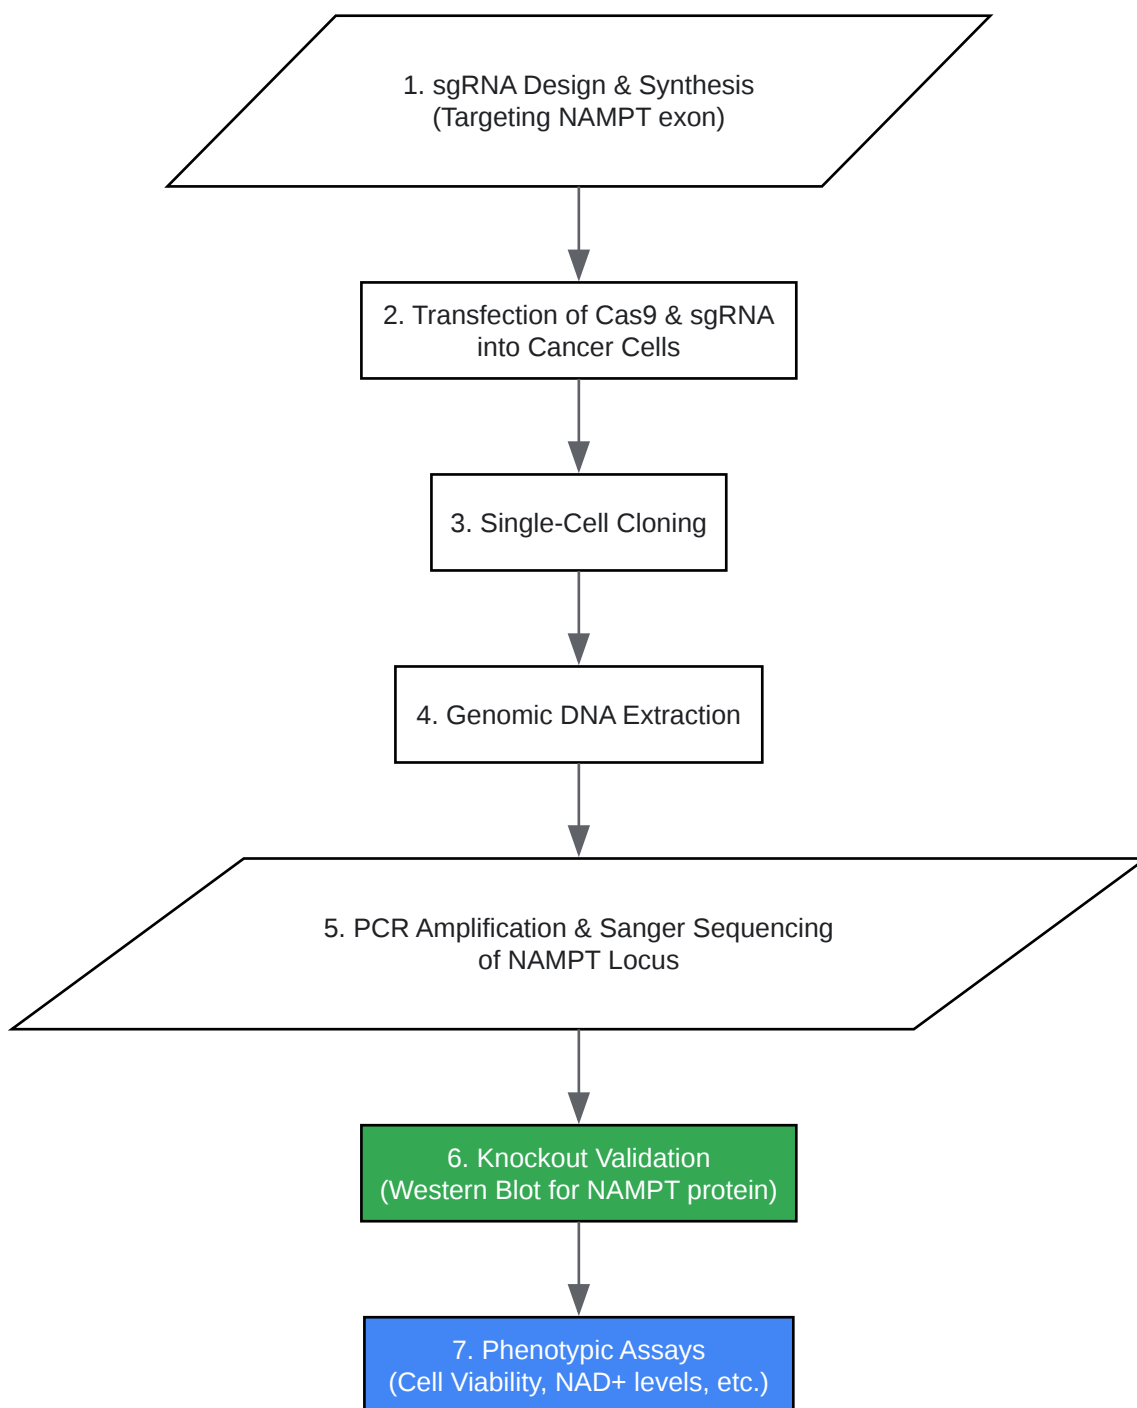 1. sgRNA Design & Synthesis
(Targeting NAMPT exon)
2. Transfection of Cas9 & sgRNA
into Cancer Cells
3. Single-Cell Cloning
4. Genomic DNA Extraction
5. PCR Amplification & Sanger Sequencing
of NAMPT Locus
6. Knockout Validation
(Western Blot for NAMPT protein)
7. Phenotypic Assays
(Cell Viability, NAD+ levels, etc.)